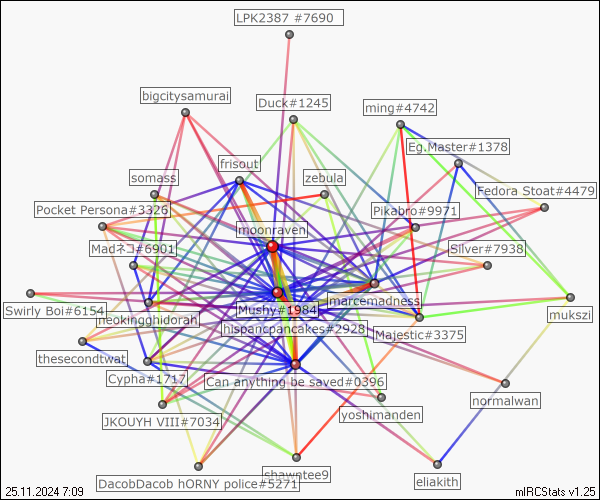 LPK2387 #7690
bigcitysamurai
Duck#1245
ming#4742
Eg.Master#1378
frisout
somass
zebula
Fedora Stoat#4479
Pocket Persona#3326
Pikabro#9971
moonraven
Madネコ#6901
Silver#7938
Swirly Boi#6154
neokingghidorah
Mushy#1984
marcemadness
mukszi
hispancpancakes#2928
Majestic#3375
thesecondtwat
Cypha#1717
Can anything be saved#0396
normalwan
JKOUYH VIII#7034
yoshimanden
shawntee9
DacobDacob hORNY police#5271
eliakith
25.11.2024 7:09
mIRCStats v1.25